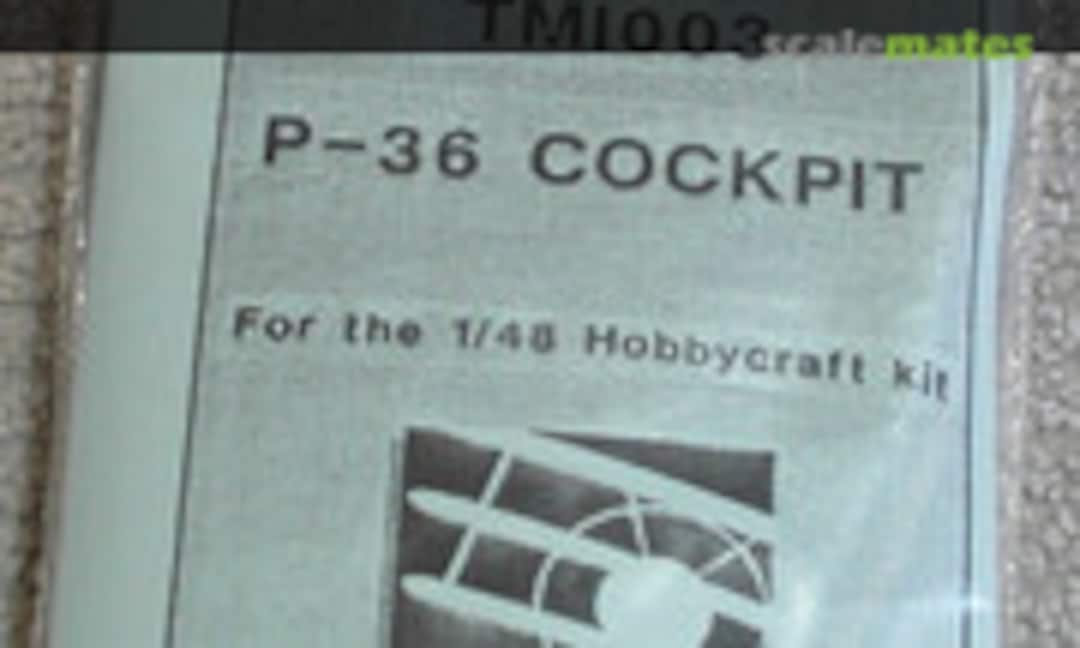 TMI003
scalemates
P-36 COCKPIT
For the 1/48 Hobbycraft kit